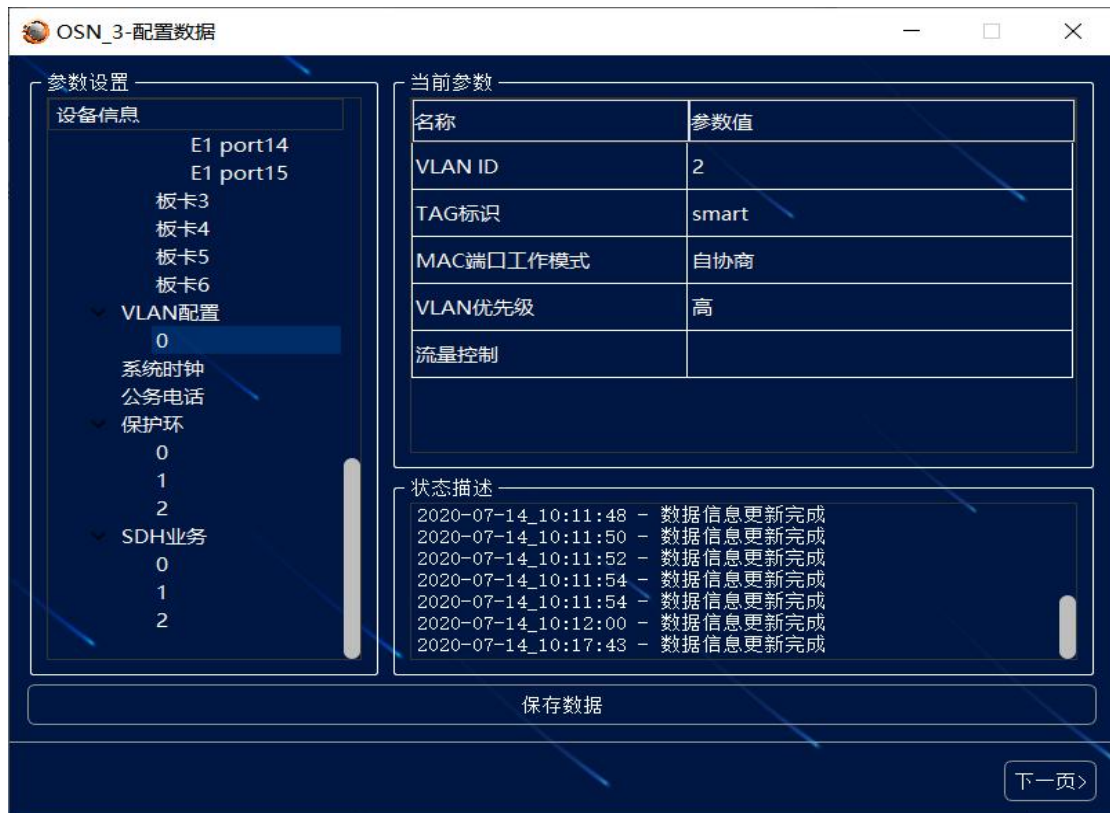 OSN_3-配置数据
参数设置
设备信息
E1 port14
E1 port15
板卡3
板卡4
板卡5
板卡6
VLAN配置
0
系统时钟
公务电话
保护环
0
1
2
SDH业务
0
1
2
当前参数
名称 参数值
VLAN ID 2
TAG标识 smart
MAC端口工作模式 自协商
VLAN优先级 高
流量控制
状态描述
2020-07-14_10:11:48 - 数据信息更新完成
2020-07-14_10:11:50 - 数据信息更新完成
2020-07-14_10:11:52 - 数据信息更新完成
2020-07-14_10:11:54 - 数据信息更新完成
2020-07-14_10:11:54 - 数据信息更新完成
2020-07-14_10:12:00 - 数据信息更新完成
2020-07-14_10:17:43 - 数据信息更新完成
保存数据
下一页>